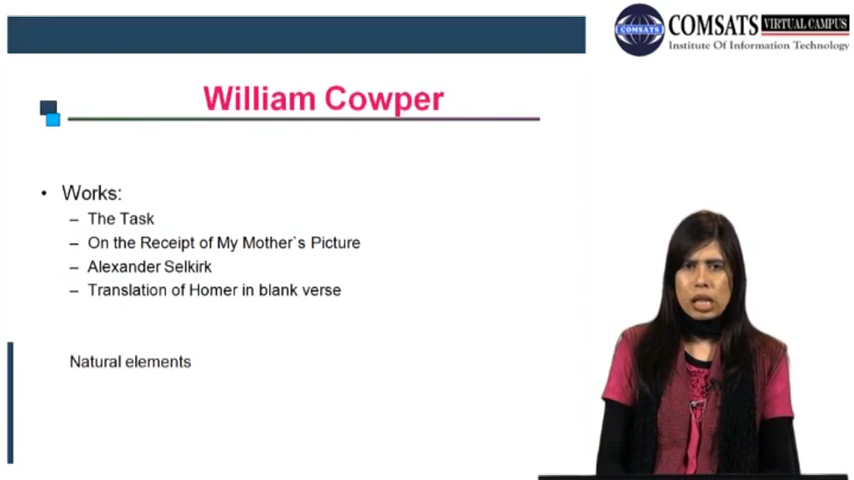 COMSATS VIRTUAL CAMPUS
COMSATS
Institute Of Information Technology
William Cowper
• Works:
– The Task
– On the Receipt of My Mother`s Picture
– Alexander Selkirk
– Translation of Homer in blank verse
Natural elements